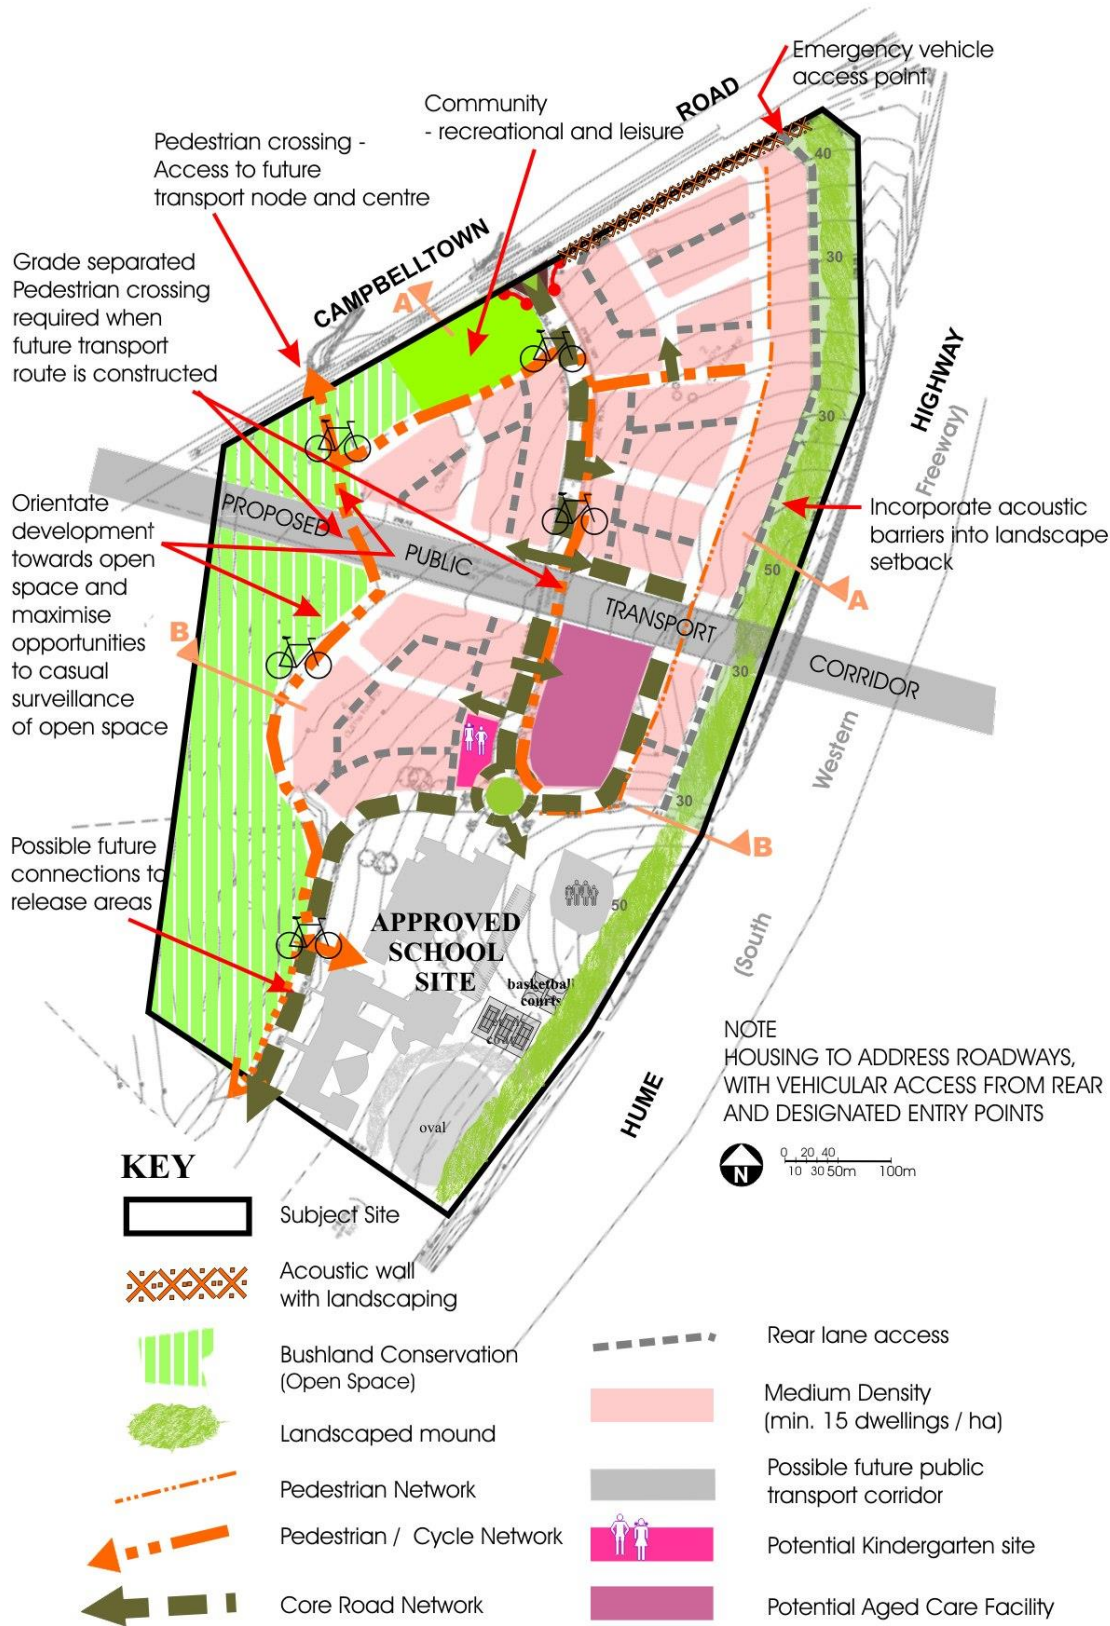 Emergency vehicle
access point
ROAD
Community
- recreational and leisure
Pedestrian crossing -
Access to future
transport node and centre
CAMPBELLTOWN
Grade separated
Pedestrian crossing
required when
future transport
route is constructed
A
40
30
30
HIGHWAY
Freeway)
Orientate
development
towards open
space and
maximise
opportunities
to casual
surveillance
of open space
PROPOSED
PUBLIC
TRANSPORT
CORRIDOR
Incorporate acoustic
barriers into landscape
setback
50
A
B
30
Western
30
B
Possible future
connections to
release areas
50
APPROVED
SCHOOL
SITE
basketball
courts
(South
oval
HUME
NOTE
HOUSING TO ADDRESS ROADWAYS,
WITH VEHICULAR ACCESS FROM REAR
AND DESIGNATED ENTRY POINTS
N
0 20 40
10 30 50m 100m
KEY
Subject Site
Acoustic wall
with landscaping
Bushland Conservation
(Open Space)
Landscaped mound
Pedestrian Network
Pedestrian / Cycle Network
Core Road Network
Rear lane access
Medium Density
(min. 15 dwellings / ha)
Possible future public
transport corridor
Potential Kindergarten site
Potential Aged Care Facility